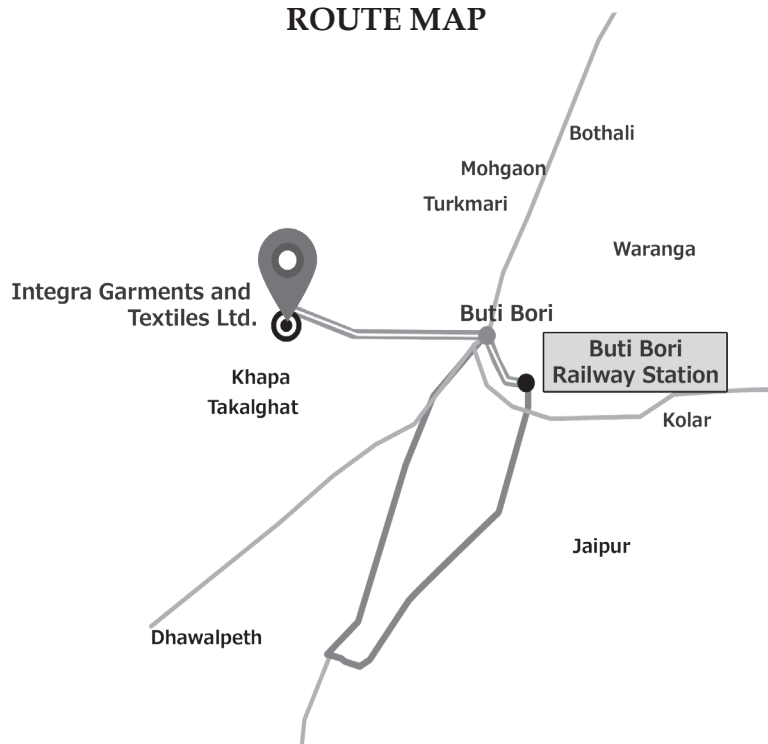 ROUTE MAP
Bothali
Mohgaon
Turkmari
Waranga
Integra Garments and
Textiles Ltd.
Buti Bori
Buti Bori
Railway Station
Khapa
Takalghat
Kolar
Jaipur
Dhawalpeth